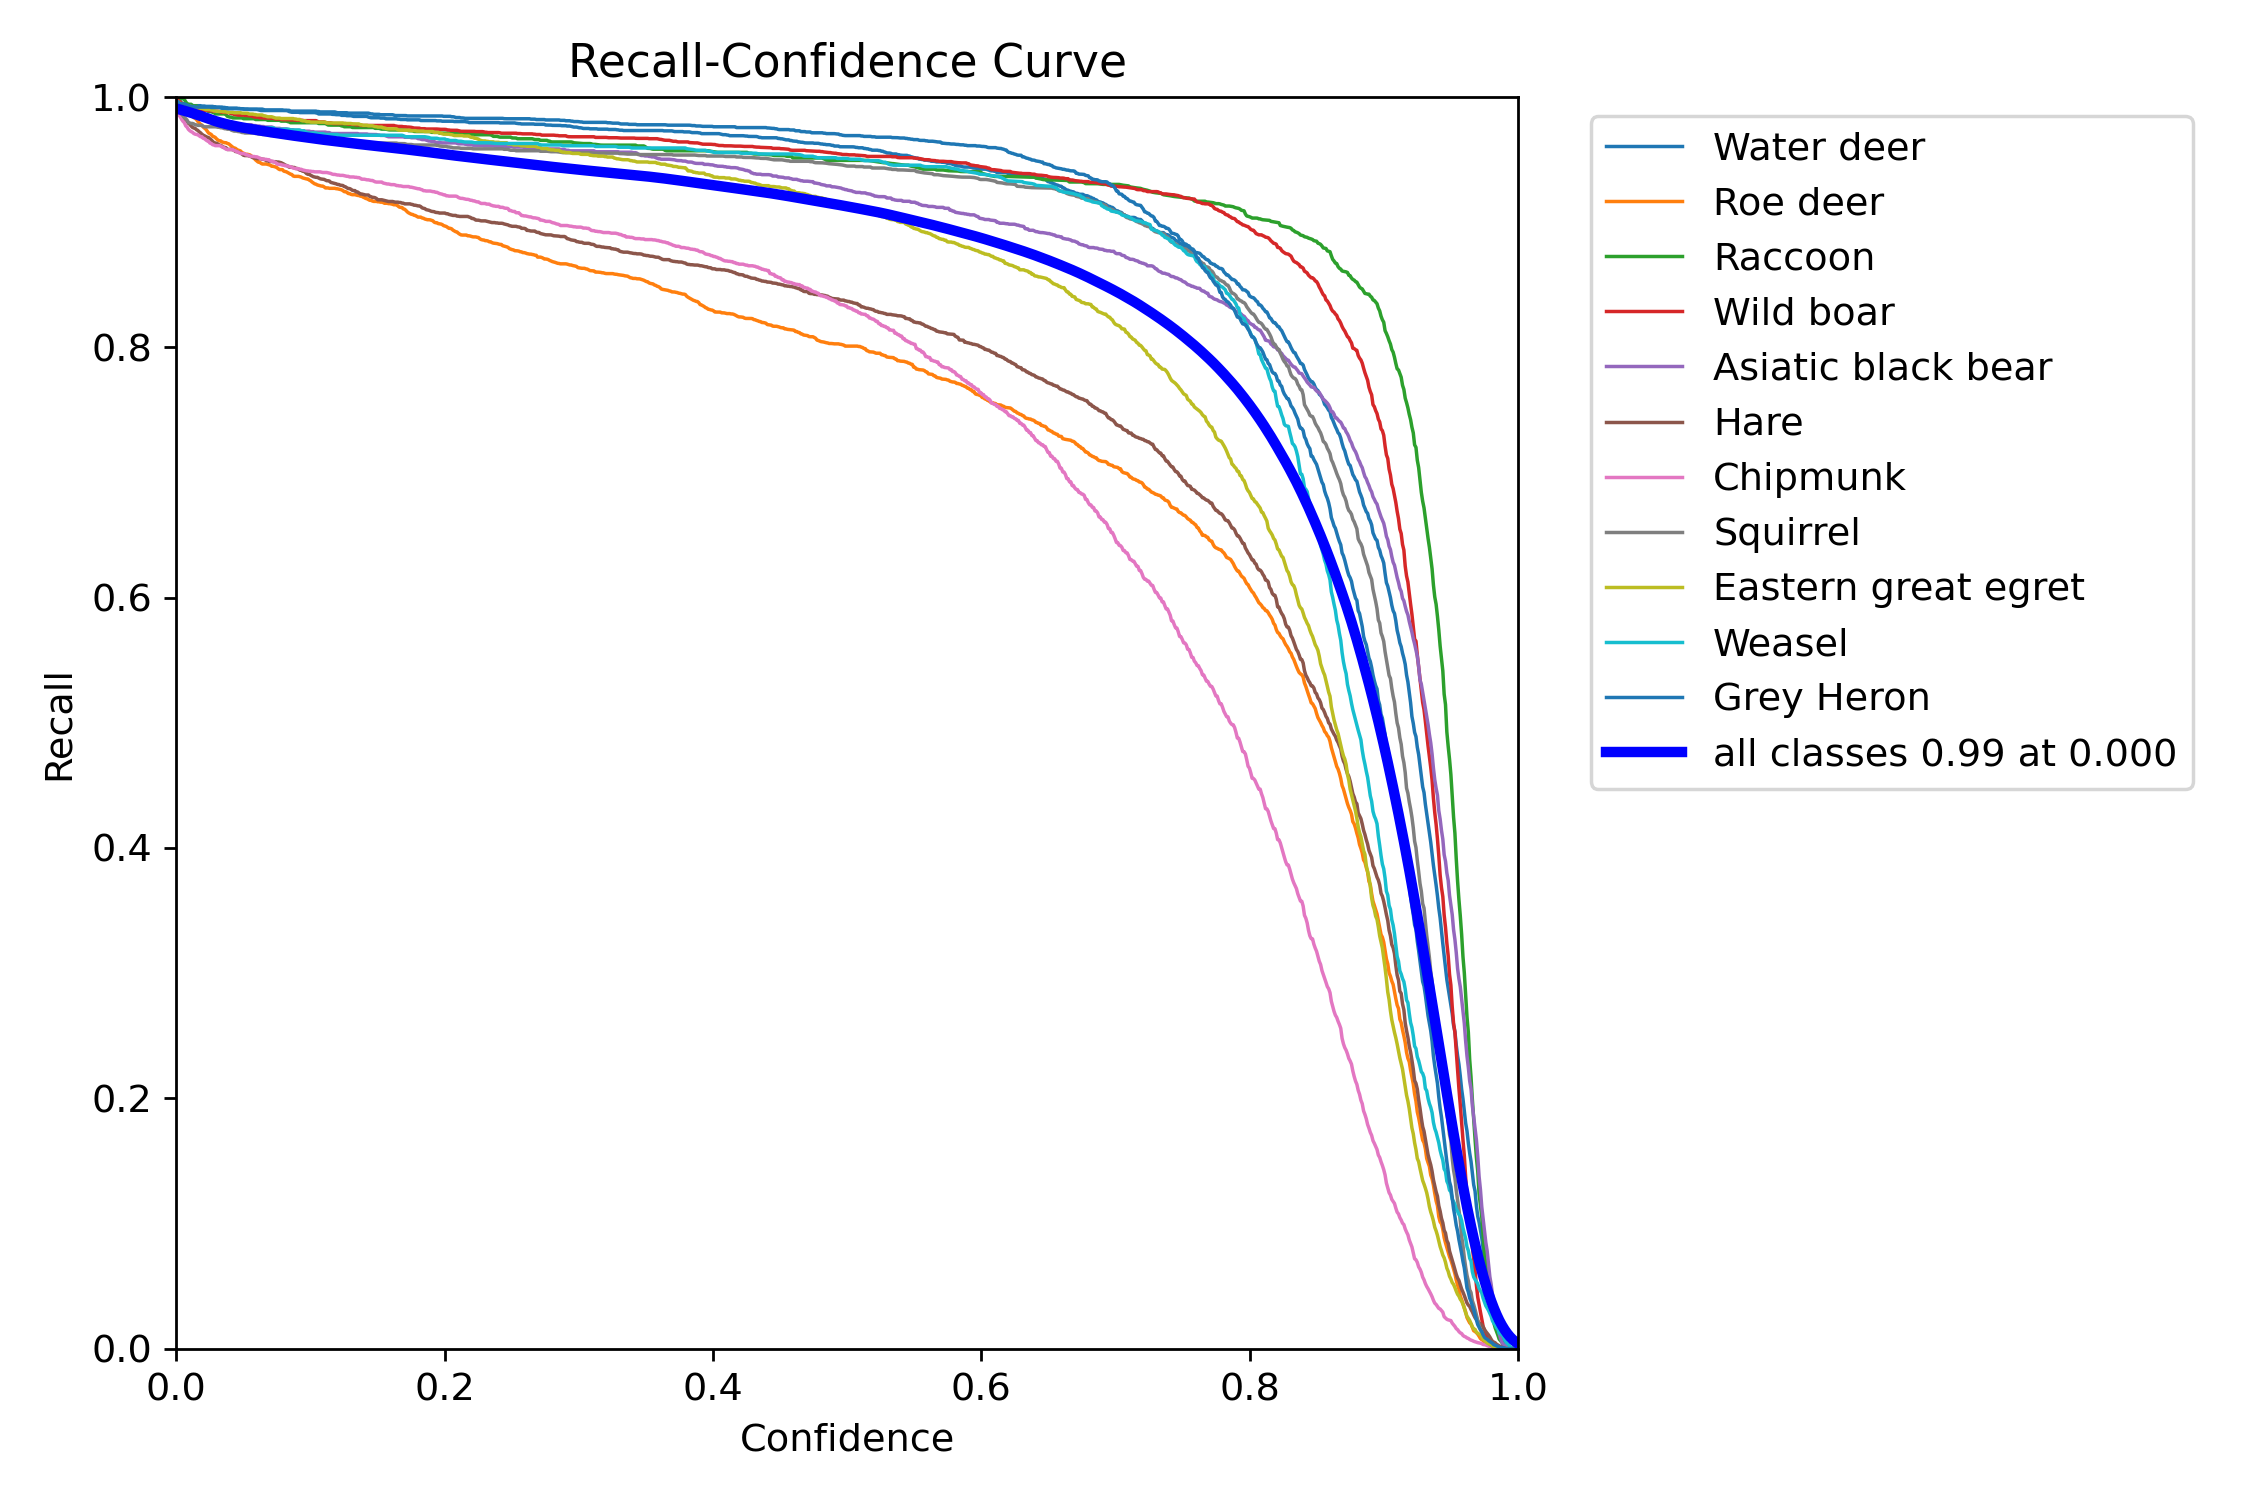 Recall-Confidence Curve
1.0
0.8
0.6
0.4
0.2
0.0
Recall
0.0 0.2 0.4 0.6 0.8 1.0
Confidence
Water deer
Roe deer
Raccoon
Wild boar
Asiatic black bear
Hare
Chipmunk
Squirrel
Eastern great egret
Weasel
Grey Heron
all classes 0.99 at 0.000